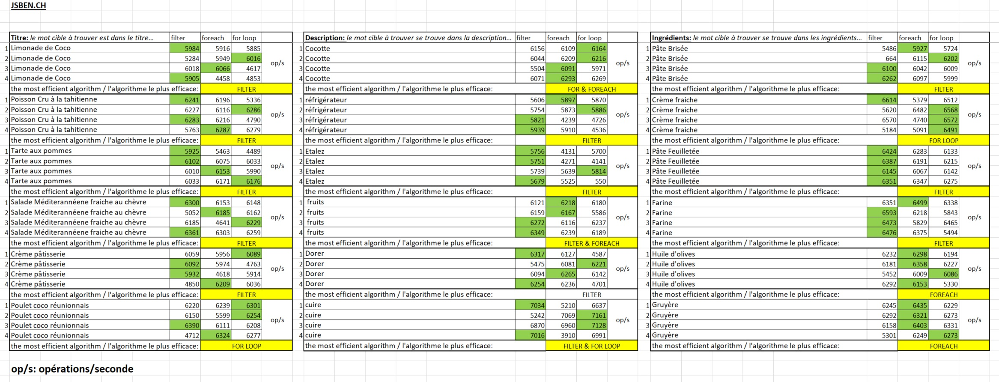 JSBEN.CH
Titre: le mot cible à trouver est dans le titre... filter foreach for loop
1 Limonade de Coco 5984 5916 5885
2 Limonade de Coco 5284 5949 6016
op/s
3 Limonade de Coco 6018 6066 4617
4 Limonade de Coco 5905 4458 4853
the most efficient algorithm / l'algorithme le plus efficace: FILTER
1 Poisson Cru à la tahitienne 6241 6196 5336
2 Poisson Cru à la tahitienne 6227 6116 6286
op/s
3 Poisson Cru à la tahitienne 6283 6216 4790
4 Poisson Cru à la tahitienne 5763 6287 6279
the most efficient algorithm / l'algorithme le plus efficace: FILTER
1 Tarte aux pommes 5925 5463 4489
2 Tarte aux pommes 6102 6075 6033
op/s
3 Tarte aux pommes 6010 6153 5990
4 Tarte aux pommes 6033 6171 6176
the most efficient algorithm / l'algorithme le plus efficace: FILTER
1 Salade Méditerannéene fraiche au chèvre 6300 6153 6148
2 Salade Méditerannéene fraiche au chèvre 5052 6185 6162
op/s
3 Salade Méditerannéene fraiche au chèvre 6185 4641 6229
4 Salade Méditerannéene fraiche au chèvre 6361 6303 6259
the most efficient algorithm / l'algorithme le plus efficace: FILTER
1 Crème pâtisserie 6059 5956 6089
2 Crème pâtisserie 6092 5974 4763
op/s
3 Crème pâtisserie 5932 4618 5914
4 Crème pâtisserie 4850 6209 6036
the most efficient algorithm / l'algorithme le plus efficace: FILTER
1 Poulet coco réunionnais 6220 6239 6301
2 Poulet coco réunionnais 6150 5599 6254
op/s
3 Poulet coco réunionnais 6390 6111 6208
4 Poulet coco réunionnais 4712 6324 6277
the most efficient algorithm / l'algorithme le plus efficace: FOR LOOP
Description: le mot cible à trouver se trouve dans la description... filter foreach for loop
1 Cocotte 6156 6109 6164
2 Cocotte 6044 6209 6216
op/s
3 Cocotte 5504 6091 5971
4 Cocotte 6071 6293 6269
the most efficient algorithm / l'algorithme le plus efficace: FOR & FOREACH
1 réfrigérateur 5606 5897 5870
2 réfrigérateur 5754 5873 5886
op/s
3 réfrigérateur 5821 4239 4726
4 réfrigérateur 5939 5910 4536
the most efficient algorithm / l'algorithme le plus efficace: FILTER
1 Etalez 5756 4131 5700
2 Etalez 5751 4271 4141
op/s
3 Etalez 5739 5639 5814
4 Etalez 5679 5525 550
the most efficient algorithm / l'algorithme le plus efficace: FILTER
1 fruits 6121 6218 6180
2 fruits 6159 6167 5586
op/s
3 fruits 6272 6116 6237
4 fruits 6349 6239 6189
the most efficient algorithm / l'algorithme le plus efficace: FILTER & FOREACH
1 Dorer 6317 6127 4587
2 Dorer 5475 6081 6221
op/s
3 Dorer 6094 6265 6142
4 Dorer 6254 6236 4701
the most efficient algorithm / l'algorithme le plus efficace: FILTER
1 cuire 7034 5210 6637
2 cuire 5242 7069 7161
op/s
3 cuire 6870 6960 7128
4 cuire 7016 3910 6991
the most efficient algorithm / l'algorithme le plus efficace: FILTER & FOR LOOP
Ingrédients: le mot cible à trouver se trouve dans les ingrédients... filter foreach for loop
1 Pâte Brisée 5486 5927 5724
2 Pâte Brisée 664 6115 6202
op/s
3 Pâte Brisée 6100 6042 6009
4 Pâte Brisée 6262 6097 5999
the most efficient algorithm / l'algorithme le plus efficace: FILTER
1 Crème fraiche 6614 5379 6512
2 Crème fraiche 5620 6482 6568
op/s
3 Crème fraiche 6570 4740 6572
4 Crème fraiche 5184 5091 6491
the most efficient algorithm / l'algorithme le plus efficace: FOR LOOP
1 Pâte Feuilletée 6424 6283 6133
2 Pâte Feuilletée 6387 6191 6215
op/s
3 Pâte Feuilletée 6145 6067 6142
4 Pâte Feuilletée 6351 6347 6275
the most efficient algorithm / l'algorithme le plus efficace: FILTER
1 Farine 6351 6499 6338
2 Farine 6593 6218 5843
op/s
3 Farine 6473 5829 6465
4 Farine 6476 6375 5494
the most efficient algorithm / l'algorithme le plus efficace: FILTER
1 Huile d'olives 6232 6298 6194
2 Huile d'olives 6181 6358 6227
op/s
3 Huile d'olives 5452 6009 6086
4 Huile d'olives 6292 6153 5330
the most efficient algorithm / l'algorithme le plus efficace: FOREACH
1 Gruyère 6245 6435 6229
2 Gruyère 6292 6321 6273
op/s
3 Gruyère 6158 6403 6331
4 Gruyère 5301 6249 6273
the most efficient algorithm / l'algorithme le plus efficace: FOREACH
op/s: opérations/seconde